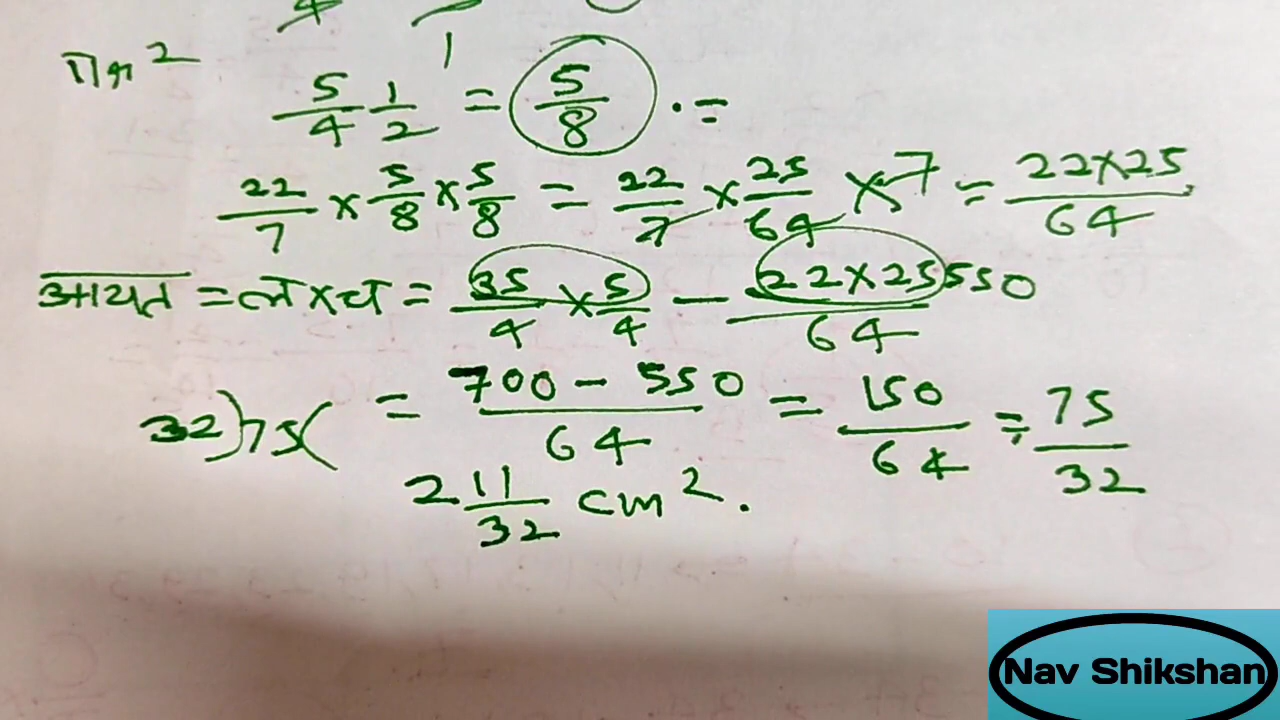 πr²
1
5/4 1/2 = 5/8 . =
22/7 × 5/8 × 5/8 = 22/7 × 25/64 × 7 = 22×25/64
आयत = ल × च = 35/4 × 5/4 - 22×25/64 550
32)75( = 700 - 550/64 = 150/64 = 75/32
2 11/32 cm².
Nav Shikshan